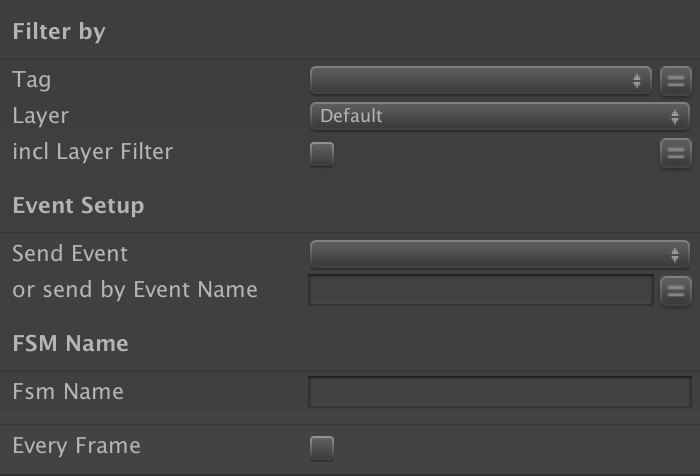 Filter by
Tag
Layer Default
incl Layer Filter
Event Setup
Send Event
or send by Event Name
FSM Name
Fsm Name
Every Frame